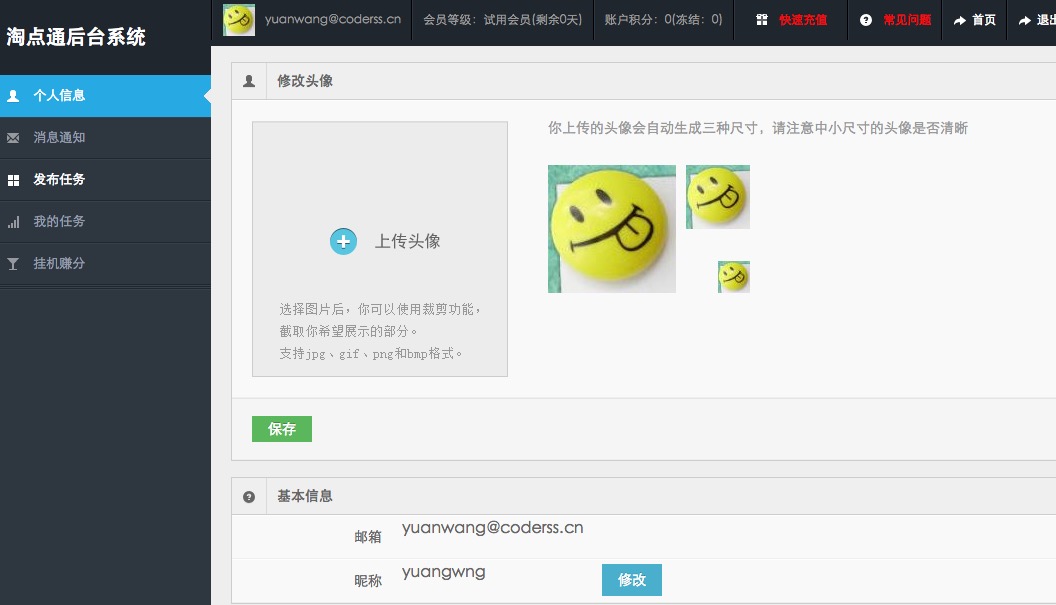 淘点通后台系统
yuanwang@coderss.cn
会员等级：试用会员(剩余0天)
账户积分：0(冻结：0)
快速充值
常见问题
首页
退出
个人信息
消息通知
发布任务
我的任务
挂机赚分
修改头像
你上传的头像会自动生成三种尺寸，请注意中小尺寸的头像是否清晰
上传头像
选择图片后，你可以使用裁剪功能，
截取你希望展示的部分。
支持jpg、gif、png和bmp格式。
保存
基本信息
邮箱 yuanwang@coderss.cn
昵称 yuangwng 修改